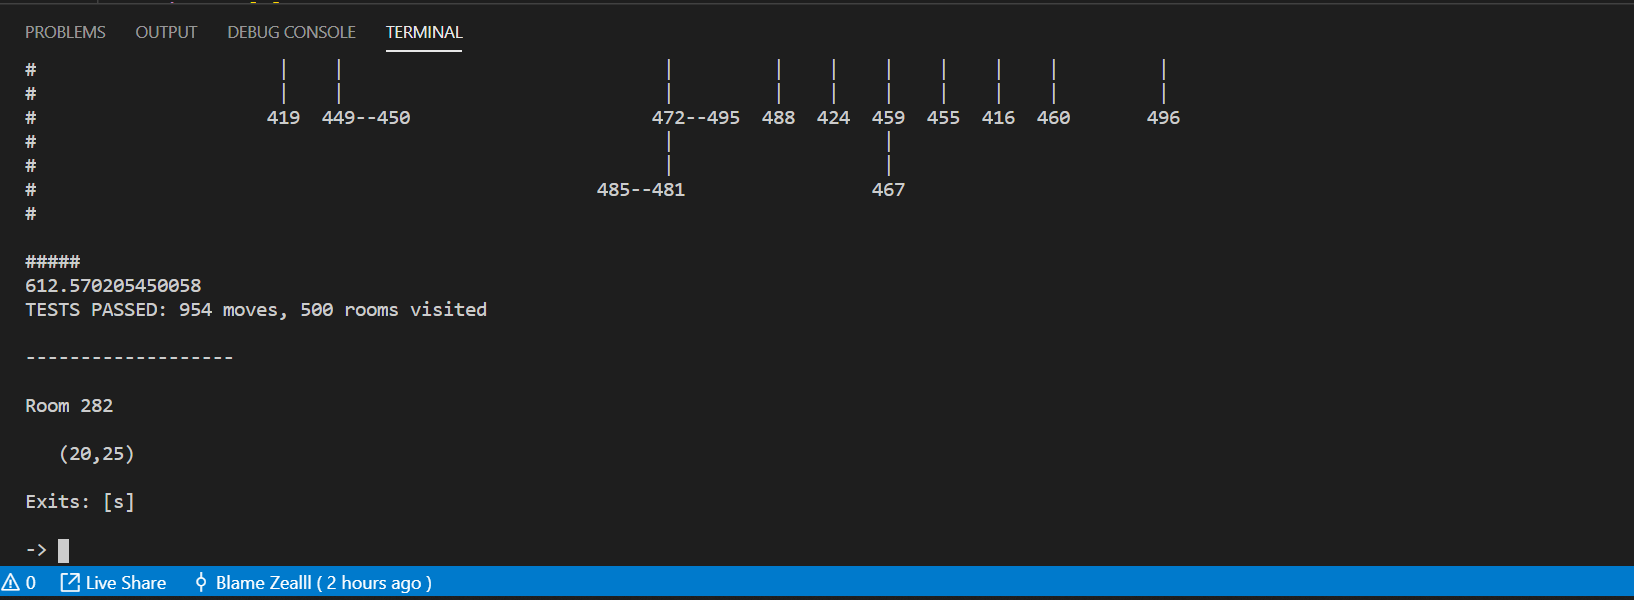 PROBLEMS OUTPUT DEBUG CONSOLE TERMINAL
# | | | | | | | | | |
# | | | | | | | | | |
# 419 449--450 472--495 488 424 459 455 416 460 496
# | |
# | |
# 485--481 467
#
#####
612.570205450058
TESTS PASSED: 954 moves, 500 rooms visited
-------------------
Room 282
(20,25)
Exits: [s]
->
0 Live Share Blame Zealll ( 2 hours ago )